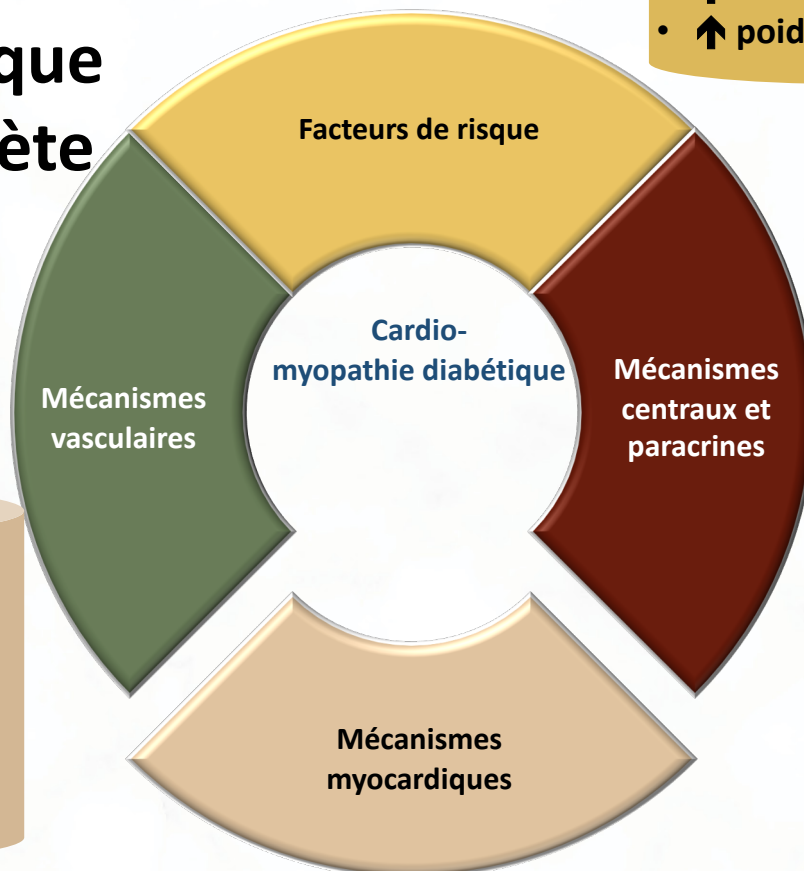 • ↑ poid
que
ète
Facteurs de risque
Cardio-
myopathie diabétique
Mécanismes
vasculaires
Mécanismes
centraux et
paracrines
Mécanismes
myocardiques